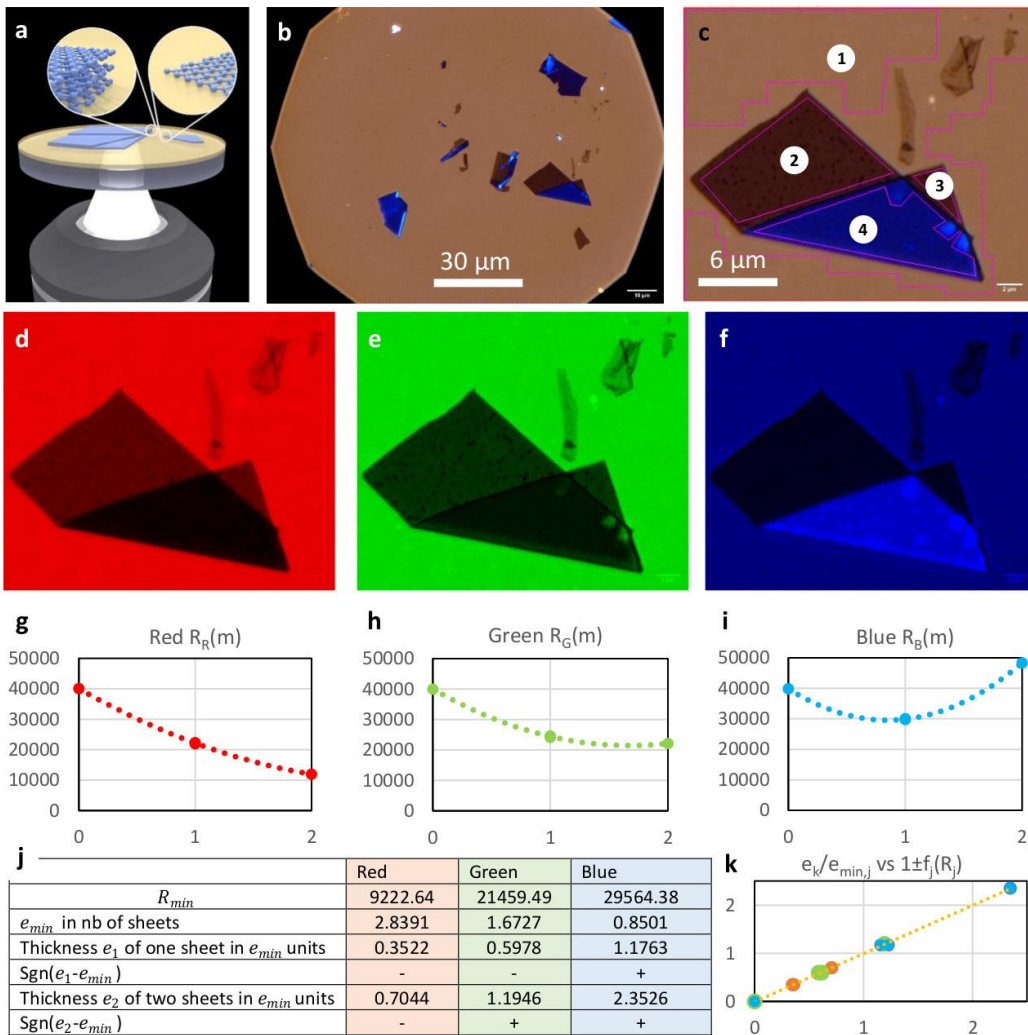 a
b
c
30 µm
10 µm
1
2
3
4
6 µm
2 µm
d
e
f
g
Red R_R(m)
50000
40000
30000
20000
10000
0
0 1 2
h
Green R_G(m)
50000
40000
30000
20000
10000
0
0 1 2
i
Blue R_B(m)
50000
40000
30000
20000
10000
0
0 1 2
j
Red Green Blue
R_min 9222.64 21459.49 29564.38
e_min in nb of sheets 2.8391 1.6727 0.8501
Thickness e_1 of one sheet in e_min units 0.3522 0.5978 1.1763
Sgn(e_1-e_min) - - +
Thickness e_2 of two sheets in e_min units 0.7044 1.1946 2.3526
Sgn(e_2-e_min) - + +
k
e_k/e_min,j vs 1±f_j(R_j)
2
1
0
0 1 2